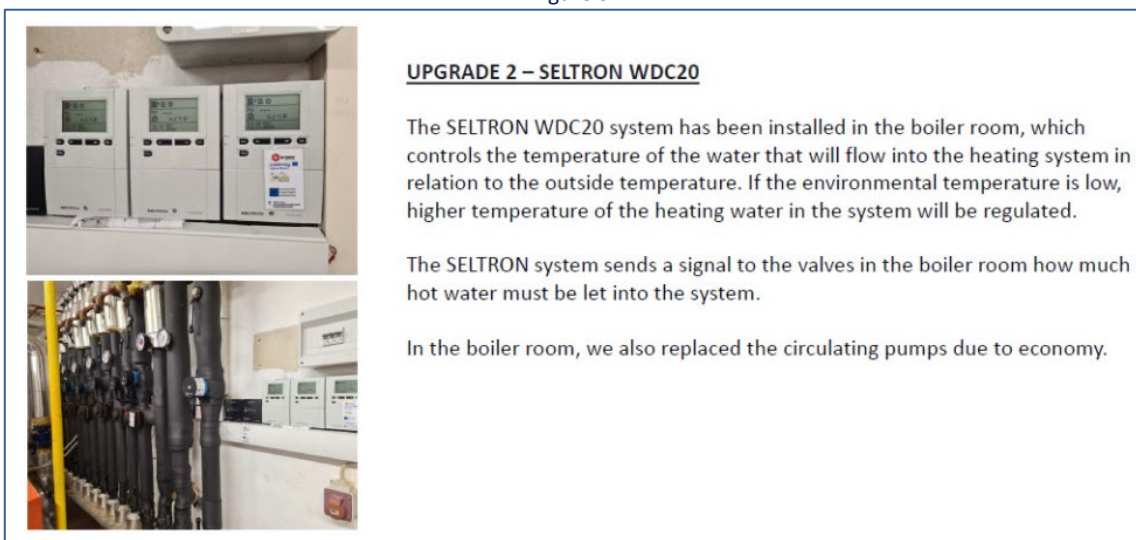 UPGRADE 2 – SELTRON WDC20
The SELTRON WDC20 system has been installed in the boiler room, which
controls the temperature of the water that will flow into the heating system in
relation to the outside temperature. If the environmental temperature is low,
higher temperature of the heating water in the system will be regulated.
The SELTRON system sends a signal to the valves in the boiler room how much
hot water must be let into the system.
In the boiler room, we also replaced the circulating pumps due to economy.